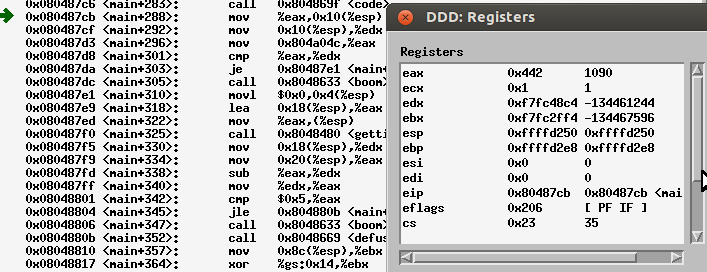 0x080487c6 <main+283>: call 0x804869f <code>
0x080487cb <main+288>: mov %eax,0x10(%esp)
0x080487cf <main+292>: mov 0x10(%esp),%edx
0x080487d3 <main+296>: mov 0x804a04c,%eax
0x080487d8 <main+301>: cmp %eax,%edx
0x080487da <main+303>: je 0x80487e1 <main+
0x080487dc <main+305>: call 0x8048633 <boom>
0x080487e1 <main+310>: movl $0x0,0x4(%esp)
0x080487e9 <main+318>: lea 0x18(%esp),%eax
0x080487ed <main+322>: mov %eax,(%esp)
0x080487f0 <main+325>: call 0x8048480 <getti
0x080487f5 <main+330>: mov 0x18(%esp),%edx
0x080487f9 <main+334>: mov 0x20(%esp),%eax
0x080487fd <main+338>: sub %eax,%edx
0x080487ff <main+340>: mov %edx,%eax
0x08048801 <main+342>: cmp $0x5,%eax
0x08048804 <main+345>: jle 0x804880b <main+
0x08048806 <main+347>: call 0x8048633 <boom>
0x0804880b <main+352>: call 0x8048669 <defus
0x08048810 <main+357>: mov 0x8c(%esp),%ebx
0x08048817 <main+364>: xor %gs:0x14,%ebx
DDD: Registers
Registers
eax 0x442 1090
ecx 0x1 1
edx 0xf7fc48c4 -134461244
ebx 0xf7fc2ff4 -134467596
esp 0xffffd250 0xffffd250
ebp 0xffffd2e8 0xffffd2e8
esi 0x0 0
edi 0x0 0
eip 0x80487cb 0x80487cb <mai
eflags 0x206 [ PF IF ]
cs 0x23 35